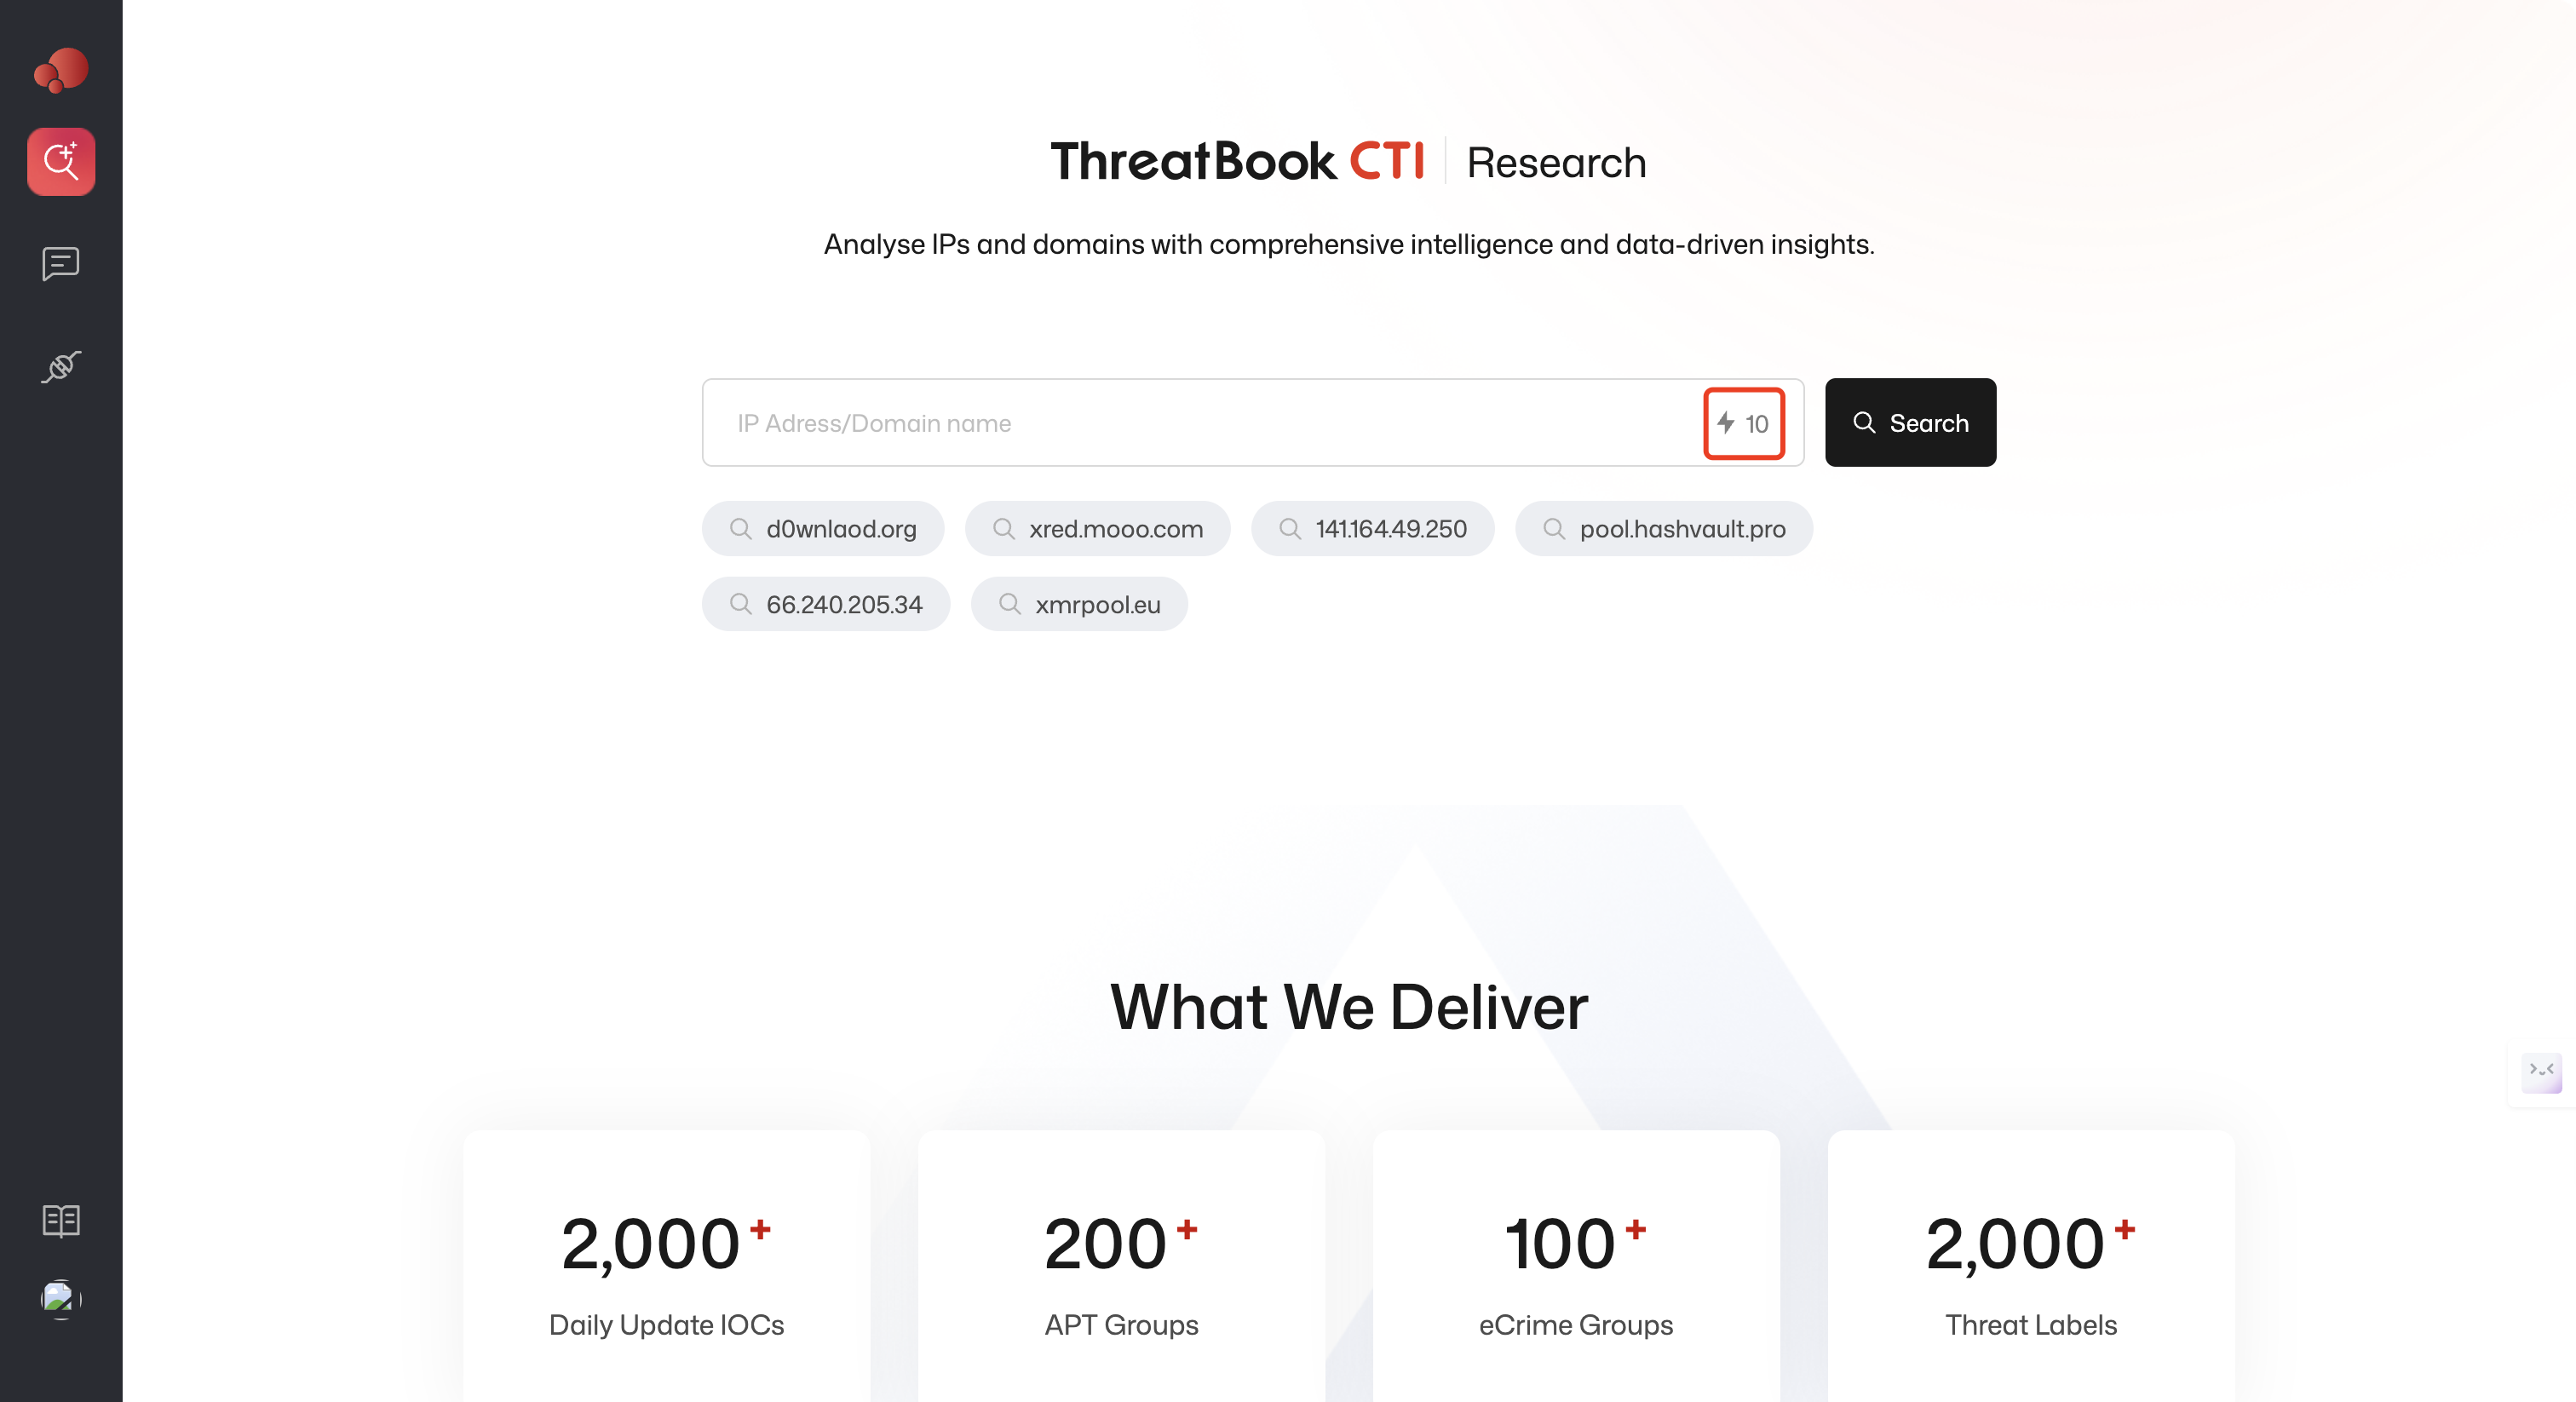 ThreatBook CTI Research
Analyse IPs and domains with comprehensive intelligence and data-driven insights.
IP Adress/Domain name
10
Search
d0wnlaod.org
xred.mooo.com
141.164.49.250
pool.hashvault.pro
66.240.205.34
xmrpool.eu
What We Deliver
2,000+
Daily Update IOCs
200+
APT Groups
100+
eCrime Groups
2,000+
Threat Labels